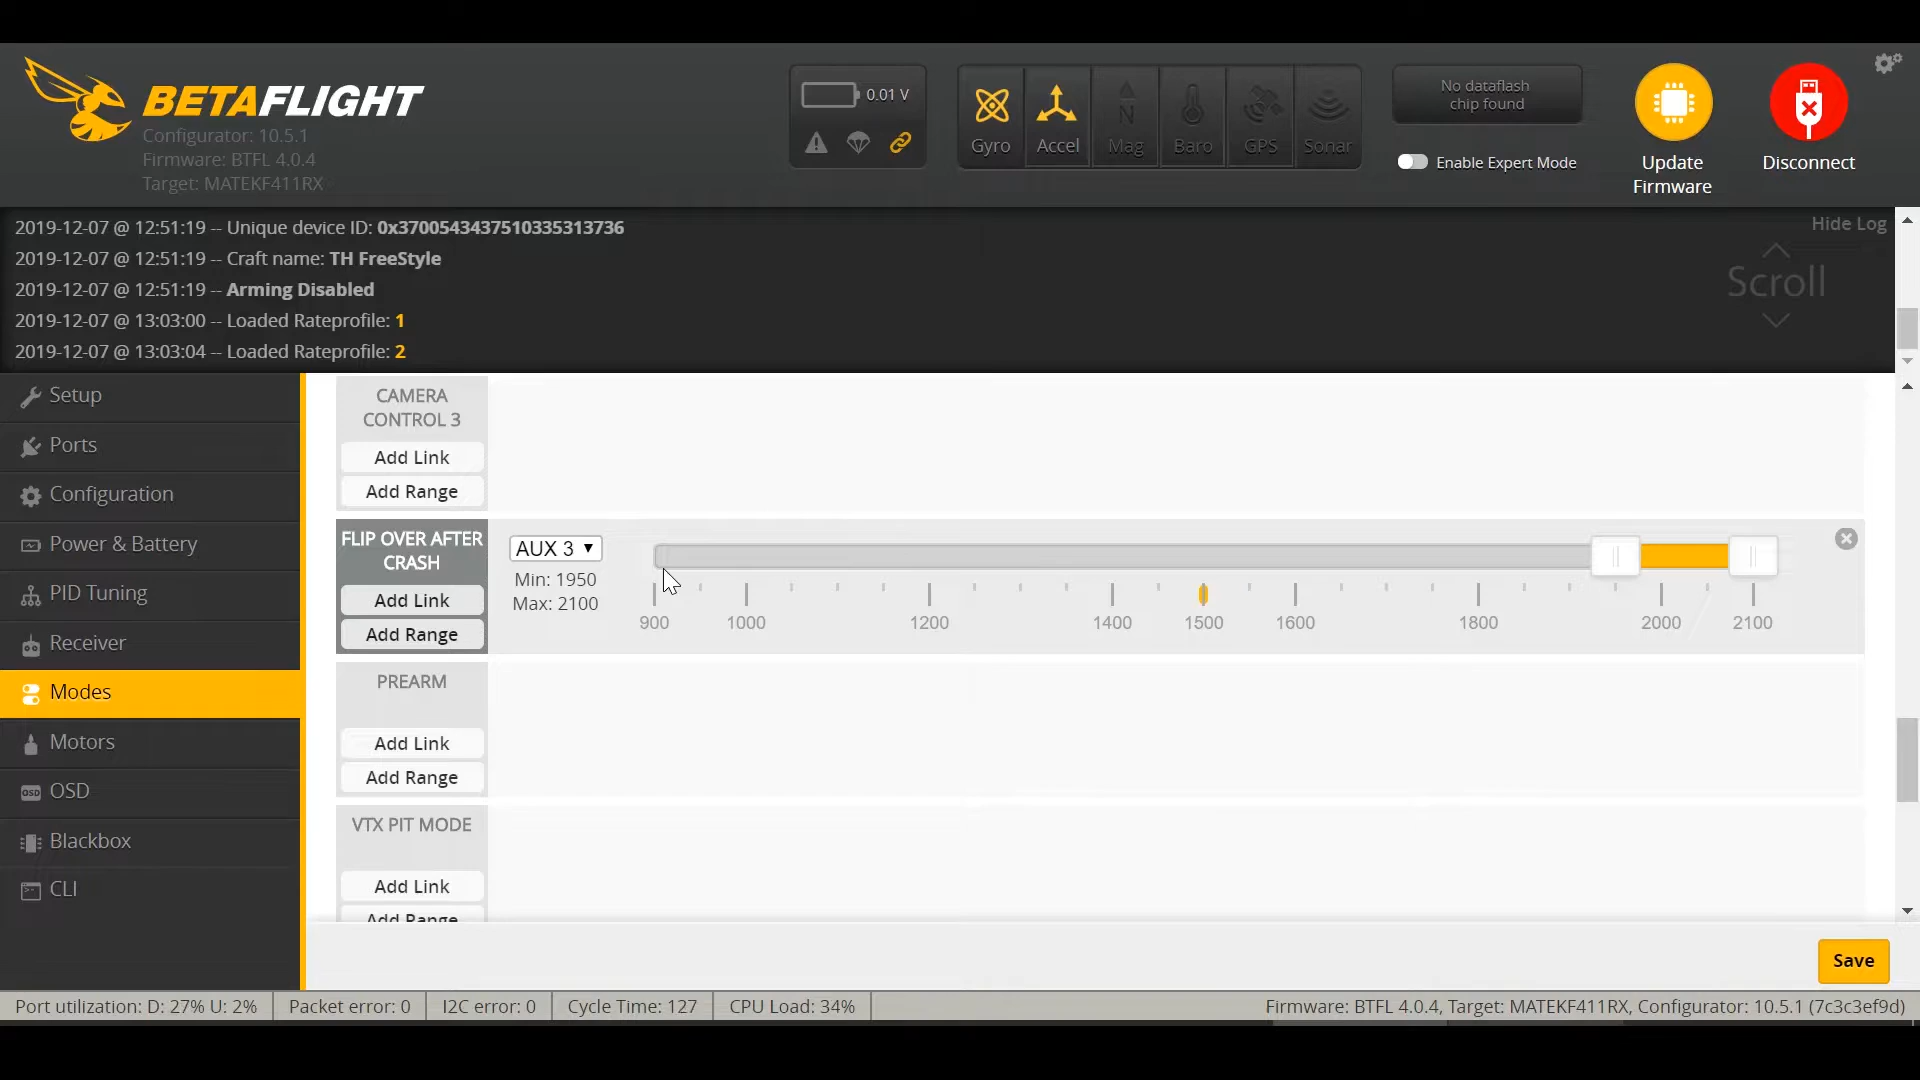 BETAFLIGHT
Configurator: 10.5.1
Firmware: BTFL 4.0.4
Target: MATEKF411RX
0.01 V
Gyro
Accel
Mag
Baro
GPS
Sonar
No dataflash
chip found
Enable Expert Mode
Update
Firmware
Disconnect
2019-12-07 @ 12:51:19 -- Unique device ID: 0x3700543437510335313736
2019-12-07 @ 12:51:19 -- Craft name: TH FreeStyle
2019-12-07 @ 12:51:19 -- Arming Disabled
2019-12-07 @ 13:03:00 -- Loaded Rateprofile: 1
2019-12-07 @ 13:03:04 -- Loaded Rateprofile: 2
Hide Log
Scroll
Setup
Ports
Configuration
Power & Battery
PID Tuning
Receiver
Modes
Motors
OSD
OSD
Blackbox
CLI
CAMERA
CONTROL 3
Add Link
Add Range
FLIP OVER AFTER
CRASH
Add Link
Add Range
AUX 3
Min: 1950
Max: 2100
900 1000 1200 1400 1500 1600 1800 2000 2100
PREARM
Add Link
Add Range
VTX PIT MODE
Add Link
Add Range
Save
Port utilization: D: 27% U: 2%
Packet error: 0
I2C error: 0
Cycle Time: 127
CPU Load: 34%
Firmware: BTFL 4.0.4, Target: MATEKF411RX, Configurator: 10.5.1 (7c3c3ef9d)